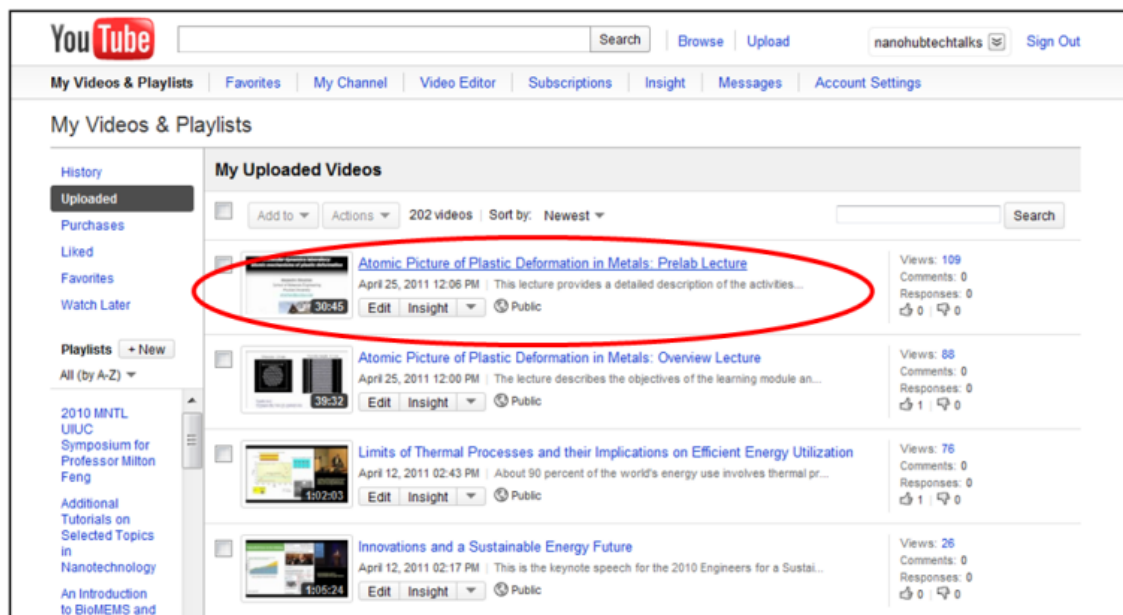 You Tube Search Browse | Upload nanohubtechtalks Sign Out
My Videos & Playlists | Favorites | My Channel | Video Editor | Subscriptions | Insight | Messages | Account Settings
My Videos & Playlists
History
Uploaded
Purchases
Liked
Favorites
Watch Later
Playlists + New
All (by A-Z)
2010 MNTL
UIUC
Symposium for
Professor Milton
Feng
Additional
Tutorials on
Selected Topics
in
Nanotechnology
An Introduction
to BioMEMS and
My Uploaded Videos
Add to Actions 202 videos | Sort by: Newest Search
30:45
Atomic Picture of Plastic Deformation in Metals: Prelab Lecture
April 25, 2011 12:06 PM | This lecture provides a detailed description of the activities...
Edit Insight Public
Views: 109
Comments: 0
Responses: 0
0 | 0
39:32
Atomic Picture of Plastic Deformation in Metals: Overview Lecture
April 25, 2011 12:00 PM | The lecture describes the objectives of the learning module an...
Edit Insight Public
Views: 88
Comments: 0
Responses: 0
1 | 0
1:02:03
Limits of Thermal Processes and their Implications on Efficient Energy Utilization
April 12, 2011 02:43 PM | About 90 percent of the world's energy use involves thermal pr...
Edit Insight Public
Views: 76
Comments: 0
Responses: 0
1 | 0
1:05:24
Innovations and a Sustainable Energy Future
April 12, 2011 02:17 PM | This is the keynote speech for the 2010 Engineers for a Sustai...
Edit Insight Public
Views: 26
Comments: 0
Responses: 0
0 | 0